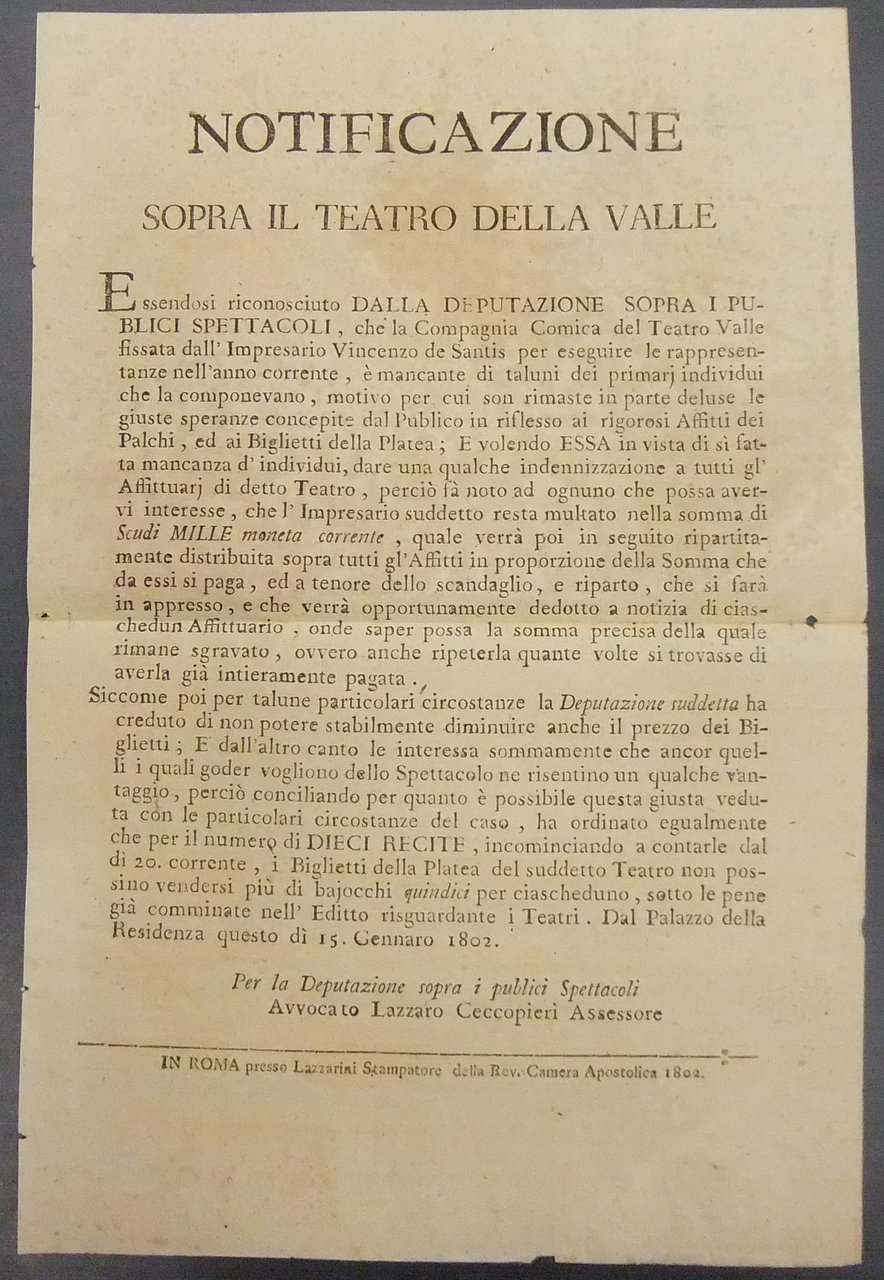 NOTIFICAZIONE
SOPRA IL TEATRO DELLA VALLE
Essendosi riconosciuto DALLA DEPUTAZIONE SOPRA I PU-
BLICI SPETTACOLI , che la Compagnia Comica del Teatro Valle
fissata dall' Impresario Vincenzo de Santis per eseguire le rappresen-
tanze nell'anno corrente , è mancante di taluni dei primarj individui
che la componevano , motivo per cui son rimaste in parte deluse le
giuste speranze concepite dal Publico in riflesso ai rigorosi Affitti dei
Palchi , ed ai Biglietti della Platea ; E volendo ESSA in vista di sì fat-
ta mancanza d' individui, dare una qualche indennizzazione a tutti gl'
Affittuarj di detto Teatro , perciò fà noto ad ognuno che possa aver-
vi interesse , che l' Impresario suddetto resta multato nella somma di
Scudi MILLE moneta corrente , quale verrà poi in seguito ripartita-
mente distribuita sopra tutti gl'Affitti in proporzione della Somma che
da essi si paga , ed a tenore dello scandaglio, e riparto , che si farà
in appresso , e che verrà opportunamente dedotto a notizia di cias-
chedun Affittuario , onde saper possa la somma precisa della quale
rimane sgravato , ovvero anche ripeterla quante volte si trovasse di
averla già intieramente pagata .
Siccome poi per talune particolari circostanze la Deputazione suddetta ha
creduto di non potere stabilmente diminuire anche il prezzo dei Bi-
glietti ; E dall'altro canto le interessa sommamente che ancor quel-
li i quali goder vogliono dello Spettacolo ne risentino un qualche van-
taggio , perciò conciliando per quanto è possibile questa giusta vedu-
ta con le particolari circostanze del caso , ha ordinato egualmente
che per il numero di DIECI RECITE , incominciando a contarle dal
dì 20. corrente , i Biglietti della Platea del suddetto Teatro non pos-
sino vendersi più di bajocchi quindici per ciascheduno , sotto le pene
già comminate nell' Editto risguardante i Teatri . Dal Palazzo della
Residenza questo dì 15. Gennaro 1802.
Per la Deputazione sopra i publici Spettacoli
Avvocato Lazzaro Ceccopieri Assessore
IN ROMA presso Lazzarini Stampatore della Rev. Camera Apostolica 1802.